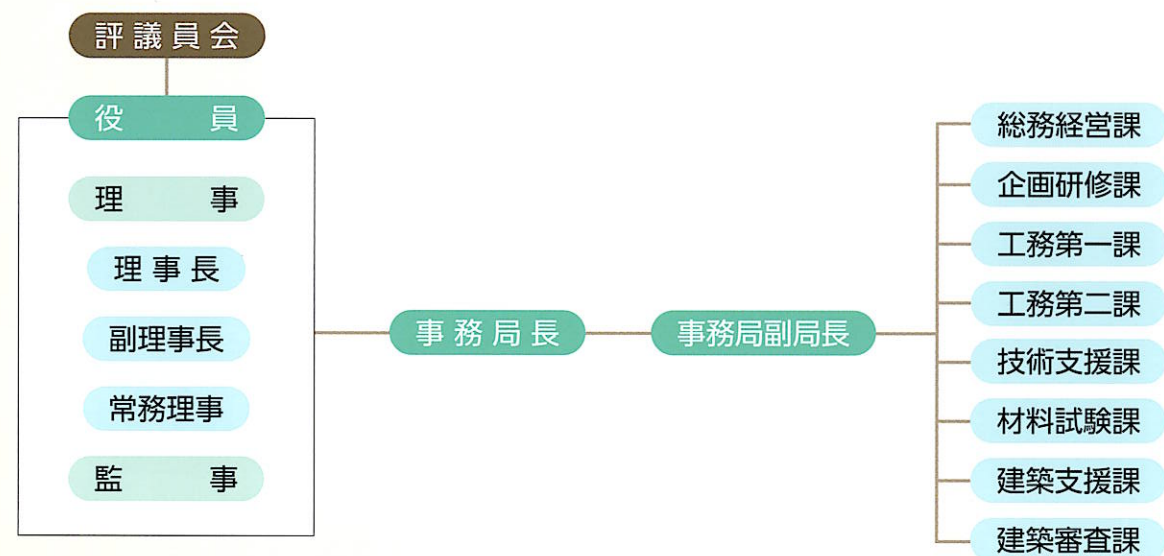 評議員会
役員
理事
理事長
副理事長
常務理事
監事
事務局長
事務局副局長
総務経営課
企画研修課
工務第一課
工務第二課
技術支援課
材料試験課
建築支援課
建築審査課